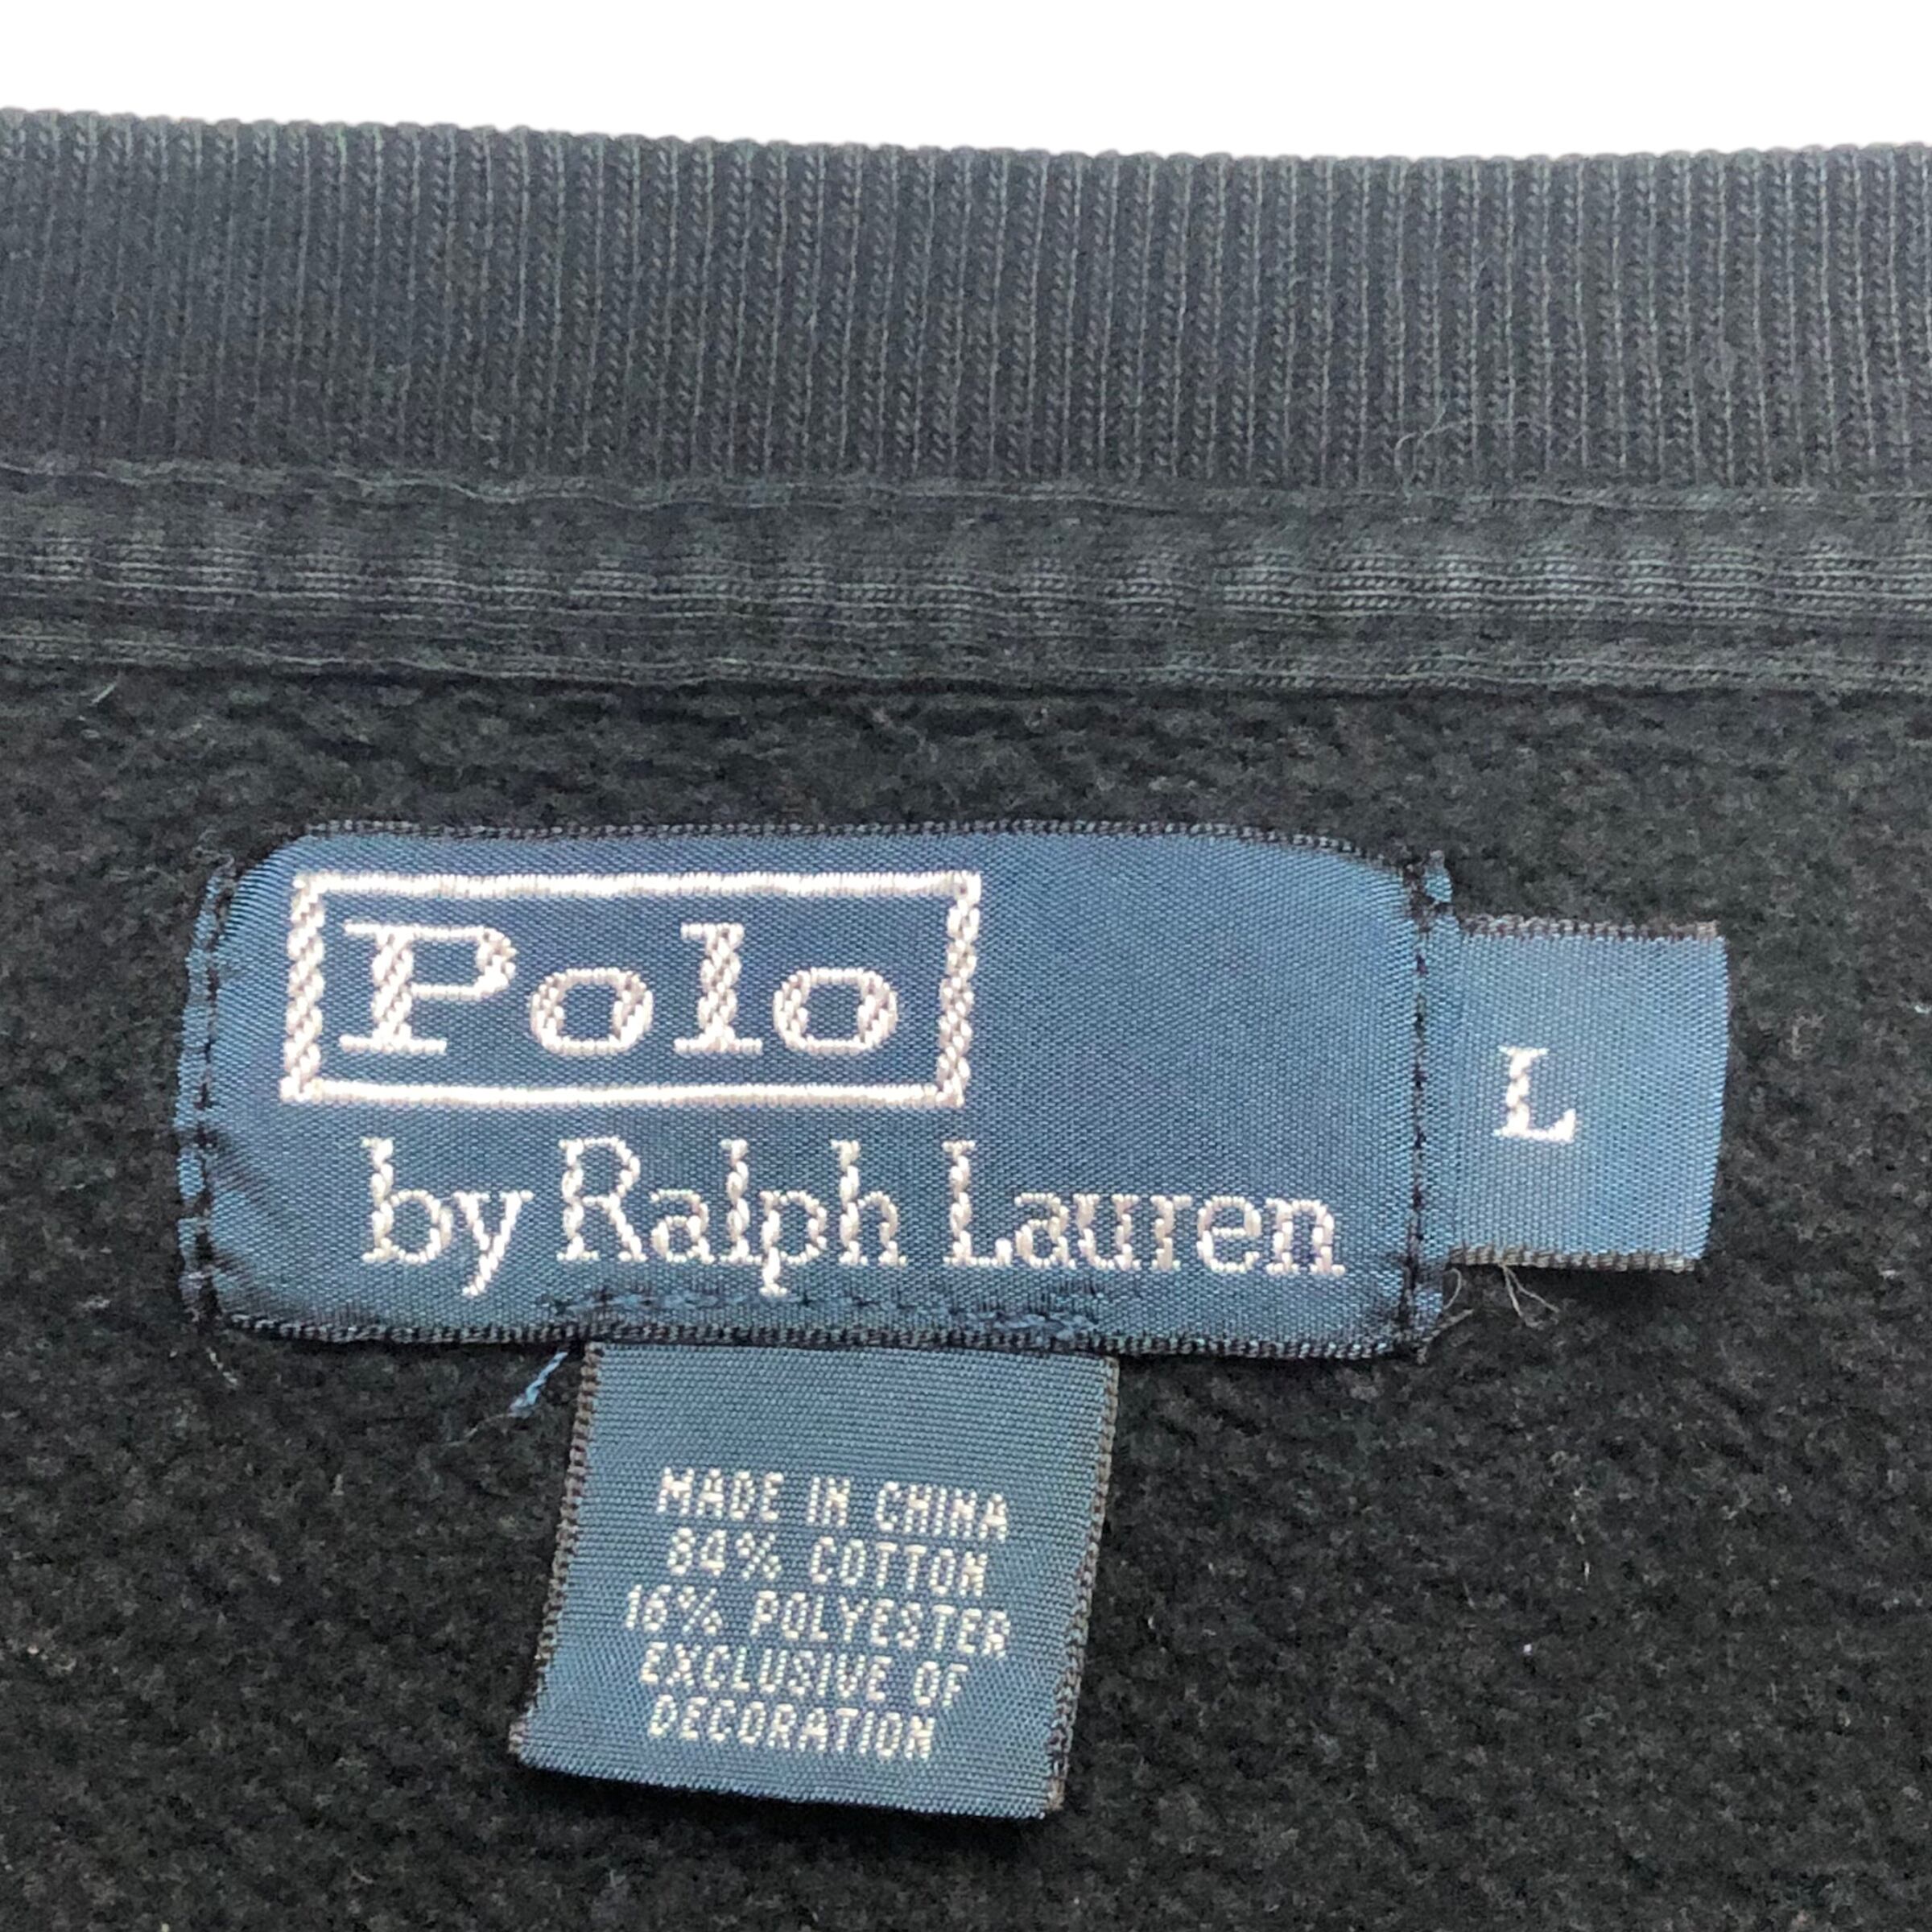 Polo
by Ralph Lauren
L
MADE IN CHINA
84% COTTON
16% POLYESTER
EXCLUSIVE OF
DECORATION